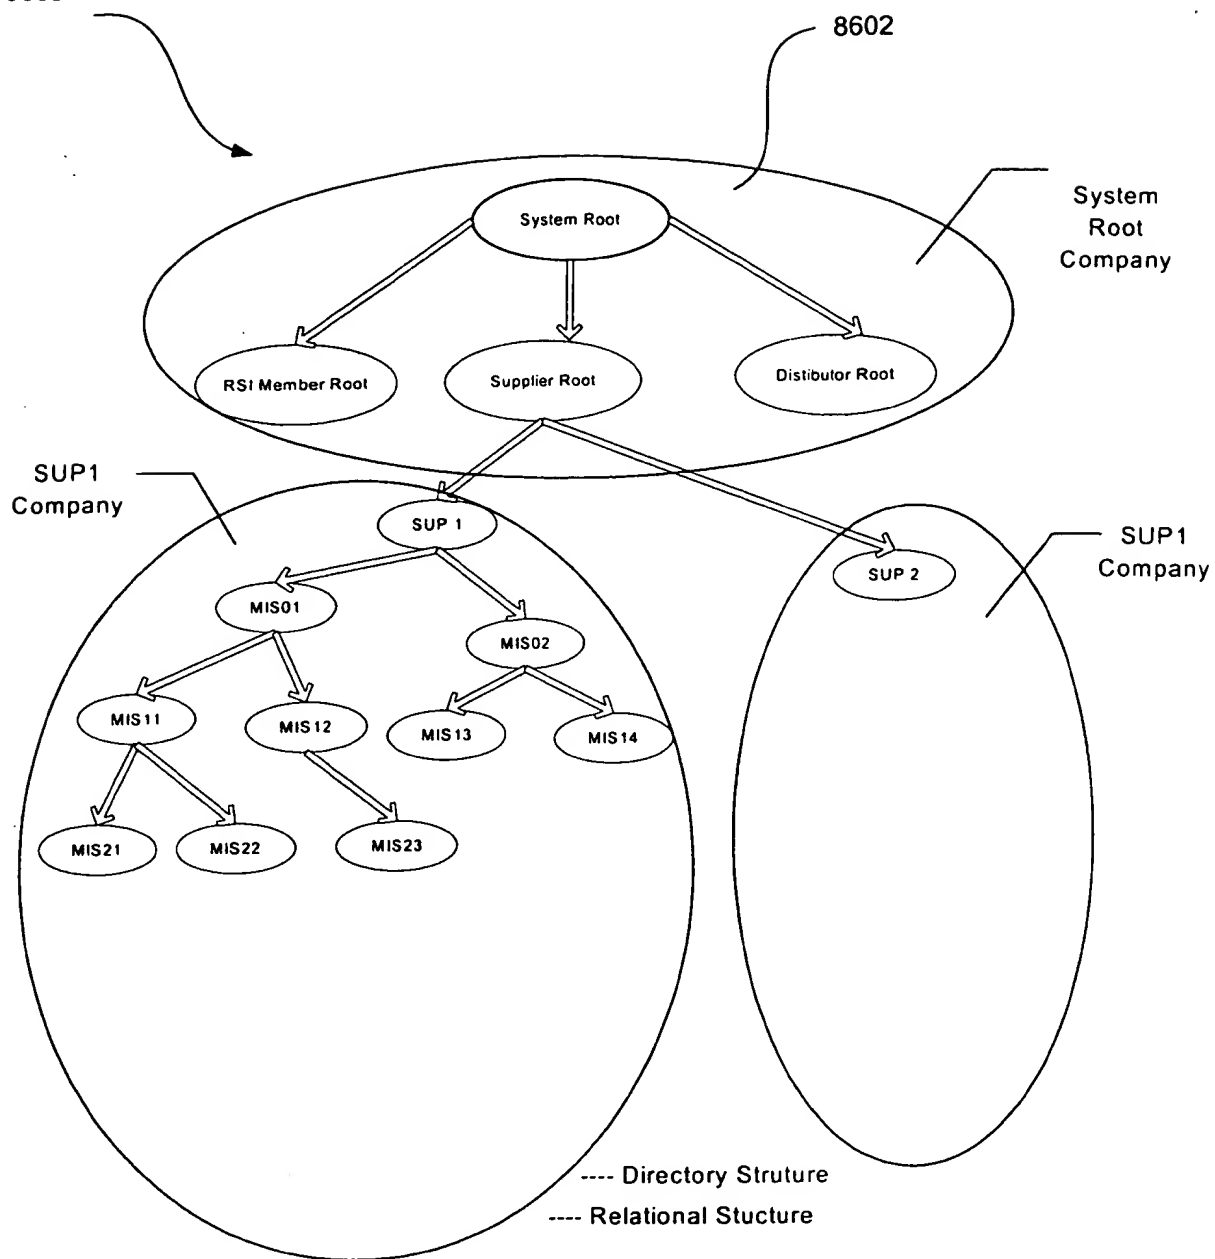 8602
System Root
System
Root
Company
RSI Member Root
Supplier Root
Distibutor Root
SUP1
Company
SUP 1
SUP1
Company
SUP 2
MIS01
MIS02
MIS11
MIS12
MIS13
MIS14
MIS21
MIS22
MIS23
---- Directory Struture
---- Relational Stucture